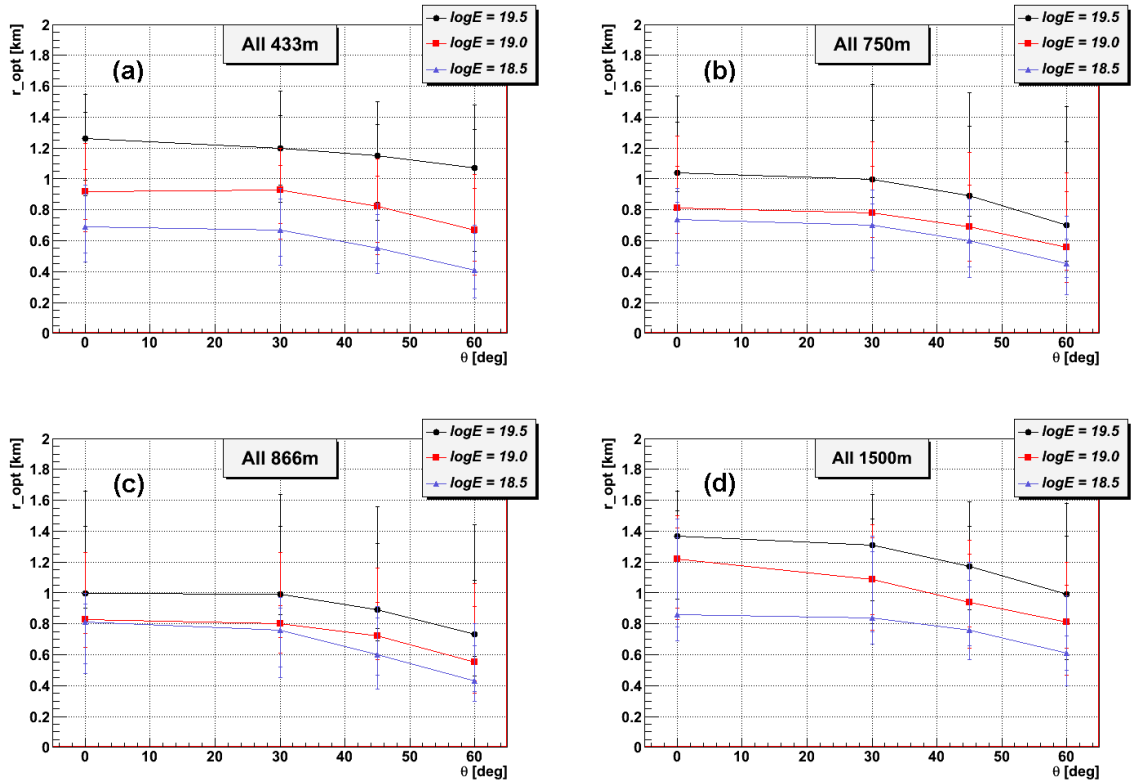 r_opt [km]
2
1.8
1.6
1.4
1.2
1
0.8
0.6
0.4
0.2
0
(a)
All 433m
logE = 19.5
logE = 19.0
logE = 18.5
0 10 20 30 40 50 60
θ [deg]
r_opt [km]
2
1.8
1.6
1.4
1.2
1
0.8
0.6
0.4
0.2
0
(b)
All 750m
logE = 19.5
logE = 19.0
logE = 18.5
0 10 20 30 40 50 60
θ [deg]
r_opt [km]
2
1.8
1.6
1.4
1.2
1
0.8
0.6
0.4
0.2
0
(c)
All 866m
logE = 19.5
logE = 19.0
logE = 18.5
0 10 20 30 40 50 60
θ [deg]
r_opt [km]
2
1.8
1.6
1.4
1.2
1
0.8
0.6
0.4
0.2
0
(d)
All 1500m
logE = 19.5
logE = 19.0
logE = 18.5
0 10 20 30 40 50 60
θ [deg]